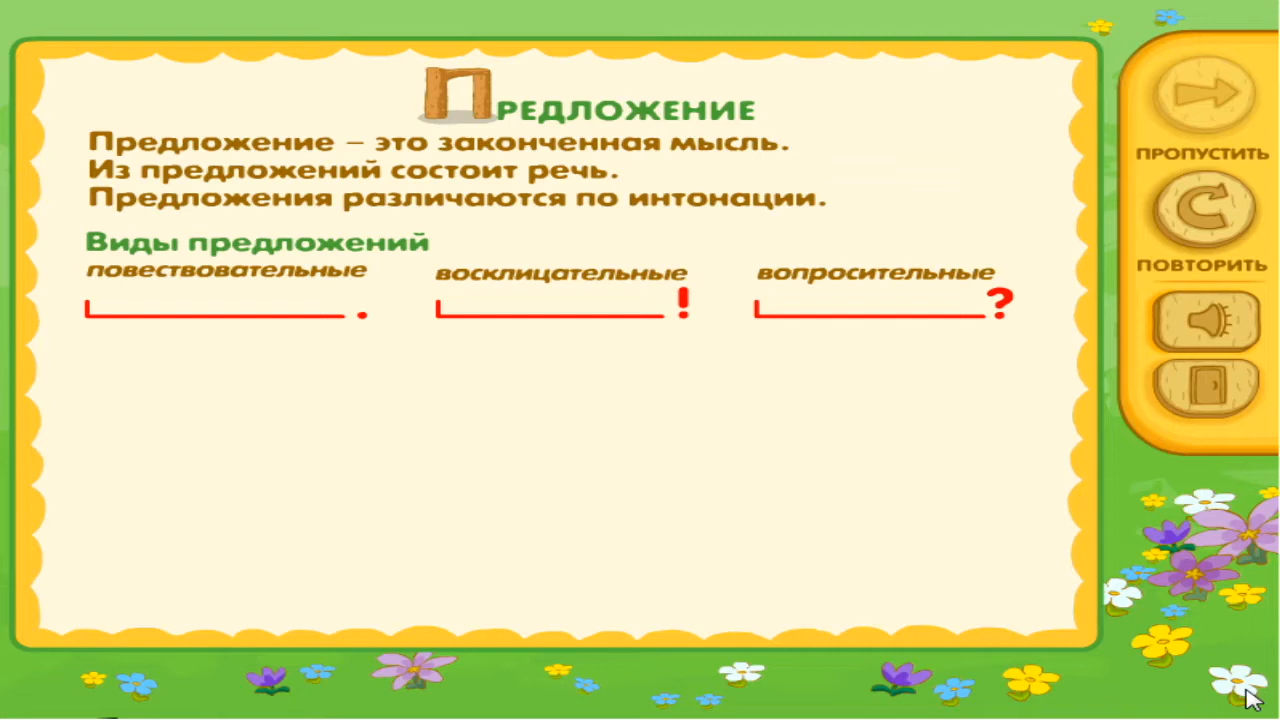 ПРЕДЛОЖЕНИЕ
Предложение – это законченная мысль.
Из предложений состоит речь.
Предложения различаются по интонации.
Виды предложений
повествовательные восклицательные вопросительные
. ! ?
ПРОПУСТИТЬ
ПОВТОРИТЬ